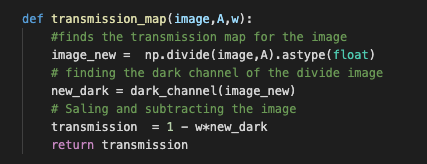 def transmission_map(image,A,w):
#finds the transmission map for the image
image_new =  np.divide(image,A).astype(float)
# finding the dark channel of the divide image
new_dark = dark_channel(image_new)
# Saling and subtracting the image
transmission  = 1 - w*new_dark
return transmission